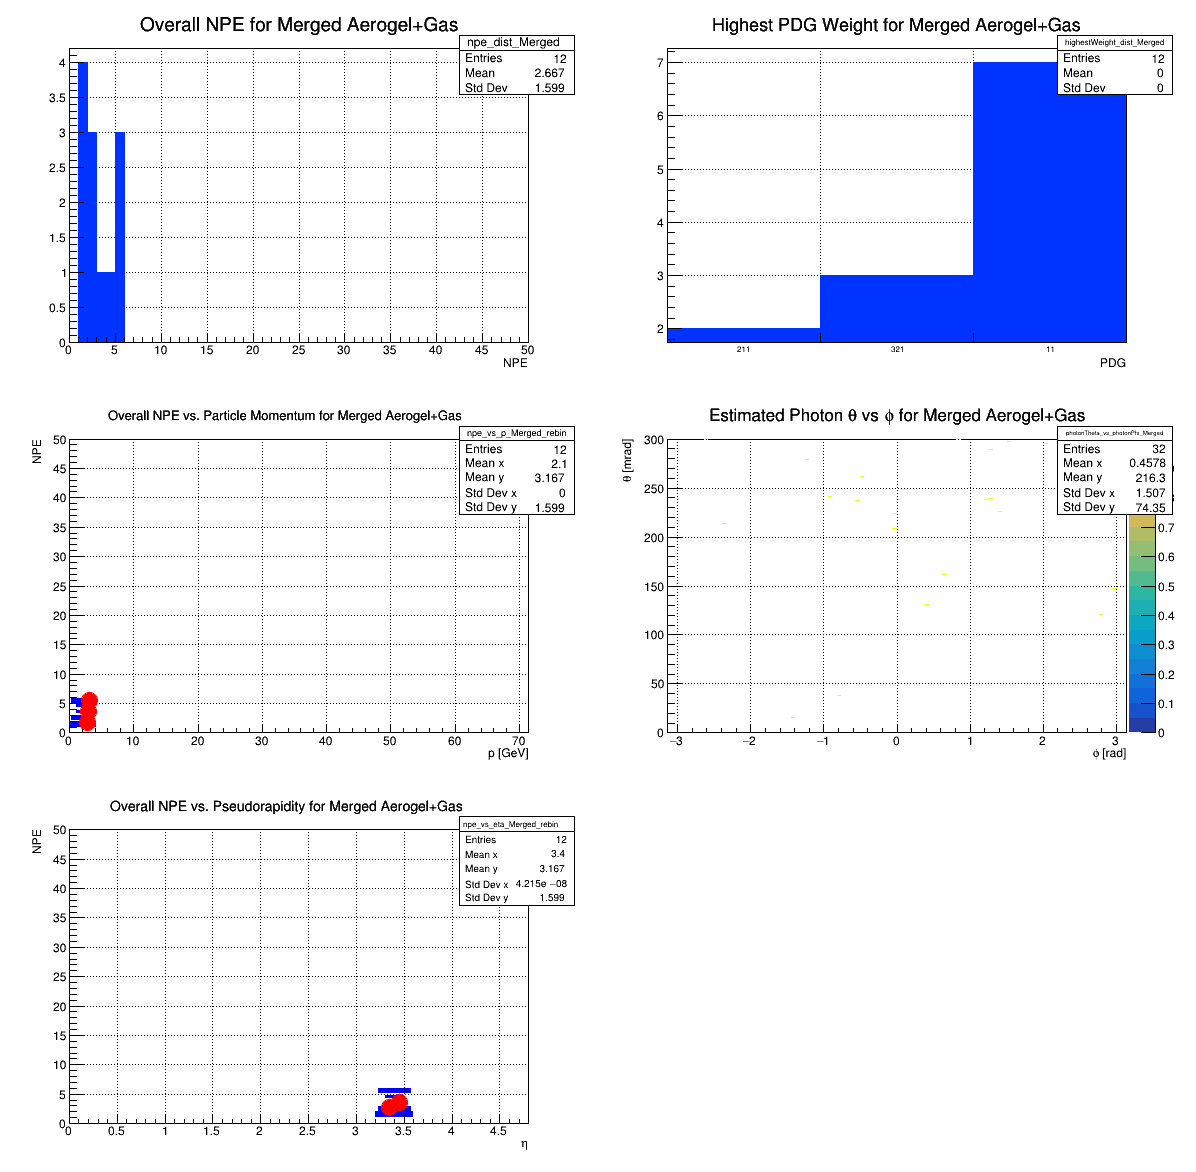 Overall NPE for Merged Aerogel+Gas
npe_dist_Merged
Entries 12
Mean 2.667
Std Dev 1.599
4
3.5
3
2.5
2
1.5
1
0.5
0
0 5 10 15 20 25 30 35 40 45 50
NPE
Highest PDG Weight for Merged Aerogel+Gas
highestWeight_dist_Merged
Entries 12
Mean 0
Std Dev 0
7
6
5
4
3
2
211 321 11
PDG
Overall NPE vs. Particle Momentum for Merged Aerogel+Gas
npe_vs_p_Merged_rebin
Entries 12
Mean x 2.1
Mean y 3.167
Std Dev x 0
Std Dev y 1.599
NPE
50
45
40
35
30
25
20
15
10
5
0
0 10 20 30 40 50 60 70
p [GeV]
Estimated Photon θ vs ϕ for Merged Aerogel+Gas
photonTheta_vs_photonPhi_Merged
Entries 32
Mean x 0.4578
Mean y 216.3
Std Dev x 1.507
Std Dev y 74.35
θ [mrad]
300
250
200
150
100
50
0
−3 −2 −1 0 1 2 3
ϕ [rad]
0.7
0.6
0.5
0.4
0.3
0.2
0.1
0
Overall NPE vs. Pseudorapidity for Merged Aerogel+Gas
npe_vs_eta_Merged_rebin
Entries 12
Mean x 3.4
Mean y 3.167
Std Dev x 4.215e −08
Std Dev y 1.599
NPE
50
45
40
35
30
25
20
15
10
5
0
0 0.5 1 1.5 2 2.5 3 3.5 4 4.5
η